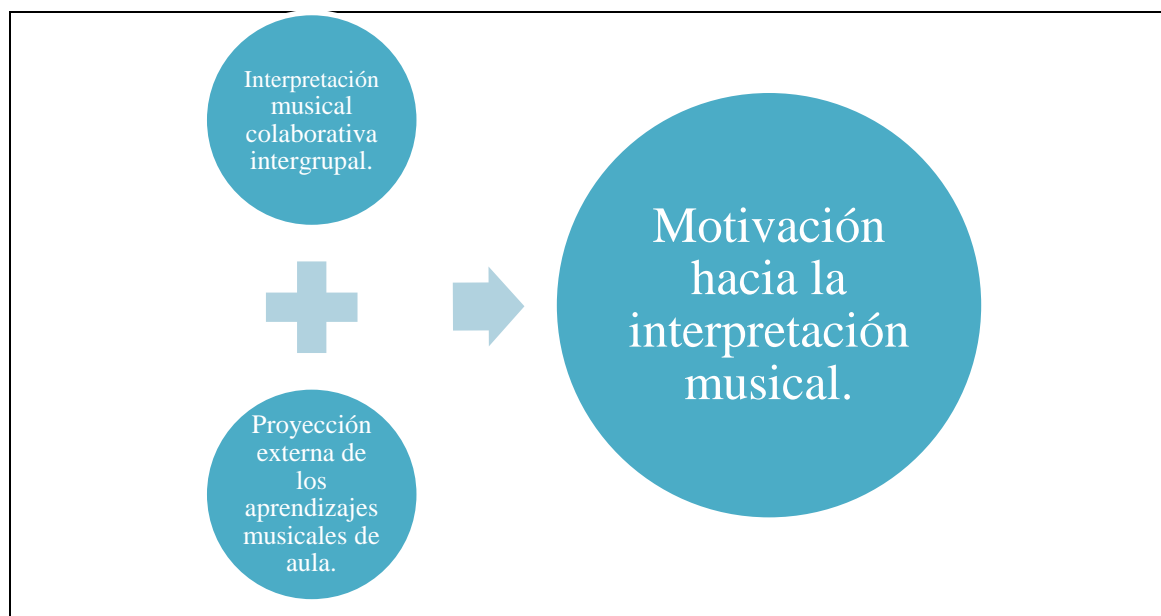 Interpretación
musical
colaborativa
intergrupal.
Proyección
externa de
los
aprendizajes
musicales de
aula.
Motivación
hacia la
interpretación
musical.